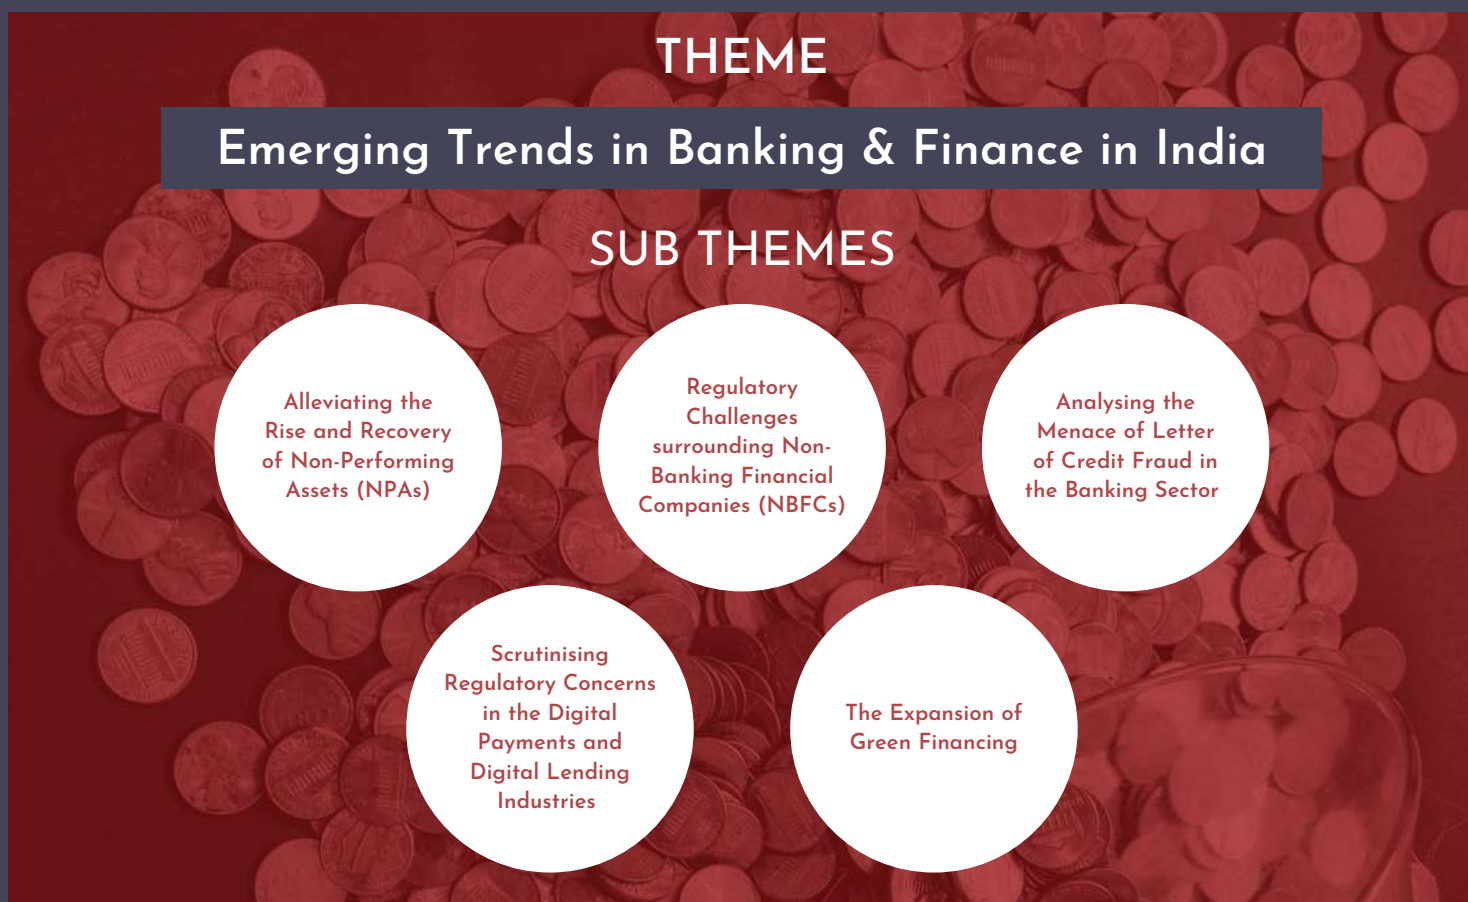 THEME
Emerging Trends in Banking & Finance in India
SUB THEMES
Alleviating the
Rise and Recovery
of Non-Performing
Assets (NPAs)
Regulatory
Challenges
surrounding Non-
Banking Financial
Companies (NBFCs)
Analysing the
Menace of Letter
of Credit Fraud in
the Banking Sector
Scrutinising
Regulatory Concerns
in the Digital
Payments and
Digital Lending
Industries
The Expansion of
Green Financing